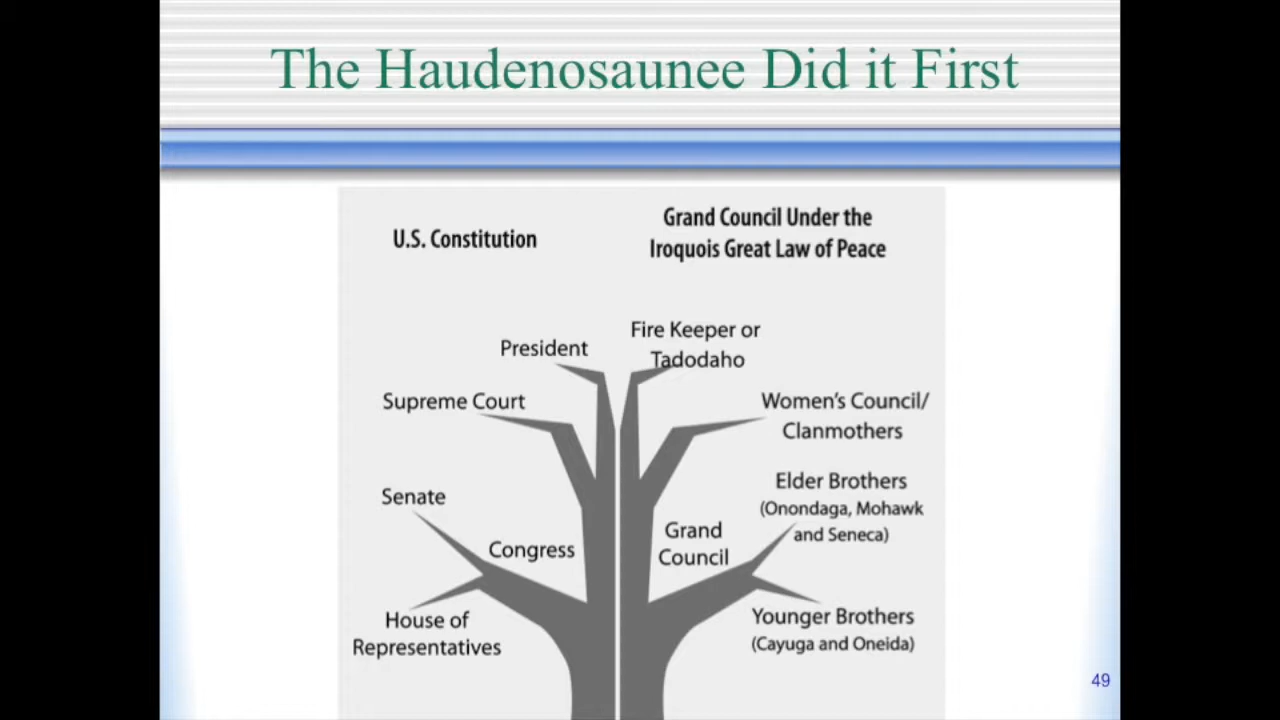 The Haudenosaunee Did it First
U.S. Constitution
Grand Council Under the
Iroquois Great Law of Peace
President
Fire Keeper or
Tadodaho
Supreme Court
Women's Council/
Clanmothers
Senate
Elder Brothers
(Onondaga, Mohawk
and Seneca)
Congress
Grand
Council
House of
Representatives
Younger Brothers
(Cayuga and Oneida)
49